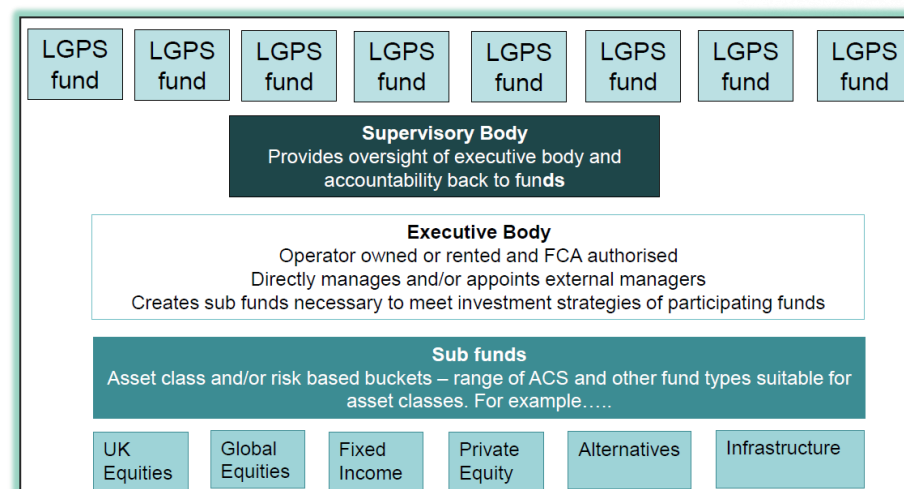 LGPS fund
LGPS fund
LGPS fund
LGPS fund
LGPS fund
LGPS fund
LGPS fund
LGPS fund
Supervisory Body
Provides oversight of executive body and
accountability back to funds
Executive Body
Operator owned or rented and FCA authorised
Directly manages and/or appoints external managers
Creates sub funds necessary to meet investment strategies of participating funds
Sub funds
Asset class and/or risk based buckets – range of ACS and other fund types suitable for
asset classes. For example…..
UK
Equities
Global
Equities
Fixed
Income
Private
Equity
Alternatives
Infrastructure